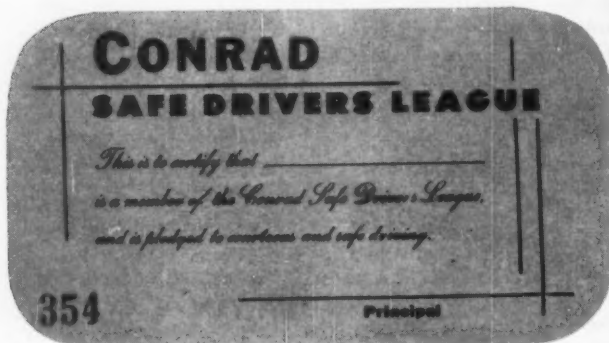 CONRAD
SAFE DRIVERS LEAGUE
This is to certify that
is a member of the Conrad Safe Drivers League,
and is pledged to courteous and safe driving.
354
Principal